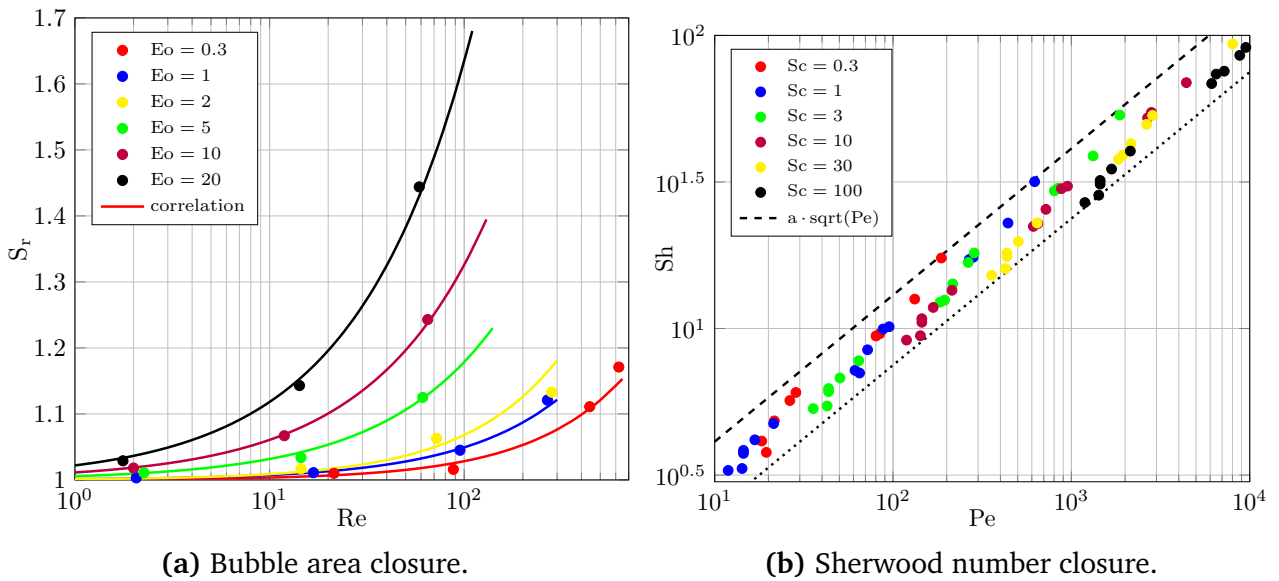 1.7
1.6
1.5
1.4
1.3
1.2
1.1
1
S_r
Eo = 0.3
Eo = 1
Eo = 2
Eo = 5
Eo = 10
Eo = 20
correlation
10^0
10^1
10^2
Re
(a) Bubble area closure.
10^2
10^1.5
10^1
10^0.5
Sh
Sc = 0.3
Sc = 1
Sc = 3
Sc = 10
Sc = 30
Sc = 100
a · sqrt(Pe)
10^1
10^2
10^3
10^4
Pe
(b) Sherwood number closure.